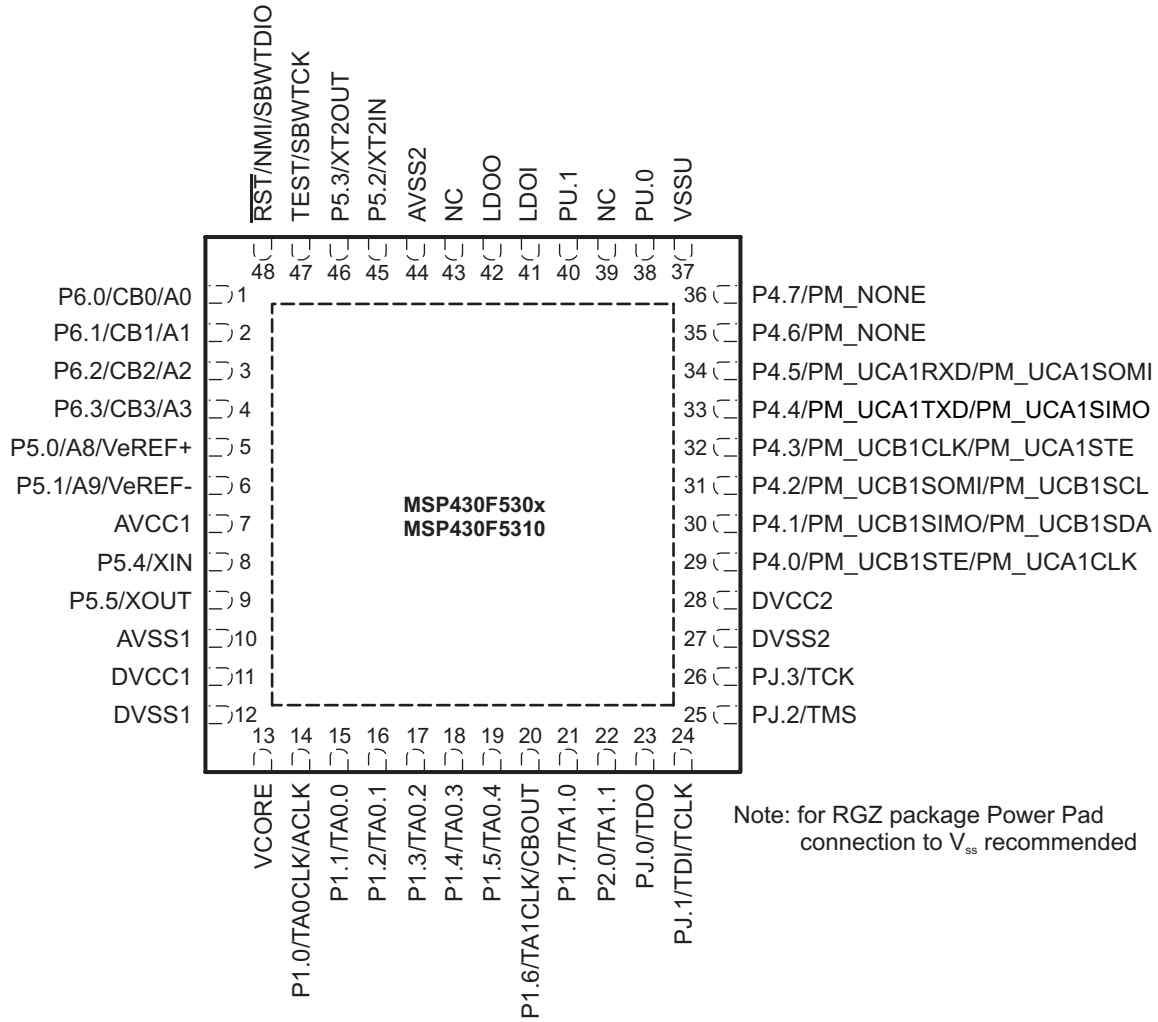 RST/NMI/SBWTDIO
TEST/SBWTCK
P5.3/XT2OUT
P5.2/XT2IN
AVSS2
NC
LDOO
LDOI
PU.1
NC
PU.0
VSSU
48 47 46 45 44 43 42 41 40 39 38 37
P6.0/CB0/A0 1
P6.1/CB1/A1 2
P6.2/CB2/A2 3
P6.3/CB3/A3 4
P5.0/A8/VeREF+ 5
P5.1/A9/VeREF- 6
AVCC1 7
P5.4/XIN 8
P5.5/XOUT 9
AVSS1 10
DVCC1 11
DVSS1 12
MSP430F530x
MSP430F5310
36 P4.7/PM_NONE
35 P4.6/PM_NONE
34 P4.5/PM_UCA1RXD/PM_UCA1SOMI
33 P4.4/PM_UCA1TXD/PM_UCA1SIMO
32 P4.3/PM_UCB1CLK/PM_UCA1STE
31 P4.2/PM_UCB1SOMI/PM_UCB1SCL
30 P4.1/PM_UCB1SIMO/PM_UCB1SDA
29 P4.0/PM_UCB1STE/PM_UCA1CLK
28 DVCC2
27 DVSS2
26 PJ.3/TCK
25 PJ.2/TMS
13 14 15 16 17 18 19 20 21 22 23 24
VCORE
P1.0/TA0CLK/ACLK
P1.1/TA0.0
P1.2/TA0.1
P1.3/TA0.2
P1.4/TA0.3
P1.5/TA0.4
P1.6/TA1CLK/CBOUT
P1.7/TA1.0
P2.0/TA1.1
PJ.0/TDO
PJ.1/TDI/TCLK
Note: for RGZ package Power Pad
connection to Vss recommended